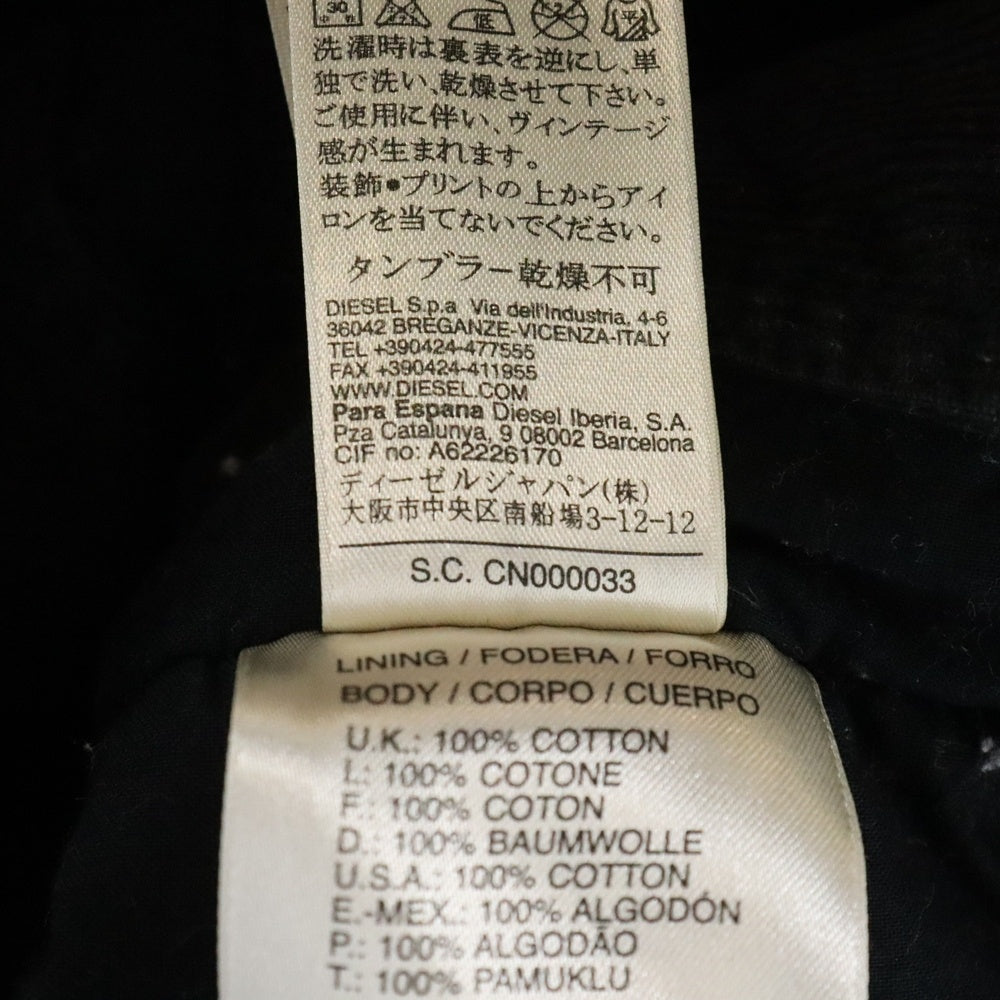 30
中
低
平
洗濯時は裏表を逆にし、単
独で洗い、乾燥させて下さい。
ご使用に伴い、ヴィンテージ
感が生まれます。
装飾●プリントの上からアイ
ロンを当てないでください。
タンブラー乾燥不可
DIESEL S.p.a Via dell'Industria, 4-6
36042 BREGANZE-VICENZA-ITALY
TEL +390424-477555
FAX +390424-411955
WWW.DIESEL.COM
Para Espana Diesel Iberia, S.A.
Pza Catalunya, 9 08002 Barcelona
CIF no: A62226170
ディーゼルジャパン(株)
大阪市中央区南船場3-12-12
S.C. CN000033
LINING / FODERA / FORRO
BODY / CORPO / CUERPO
U.K.: 100% COTTON
I.: 100% COTONE
F.: 100% COTON
D.: 100% BAUMWOLLE
U.S.A.: 100% COTTON
E.-MEX.: 100% ALGODÓN
P.: 100% ALGODÃO
T.: 100% PAMUKLU